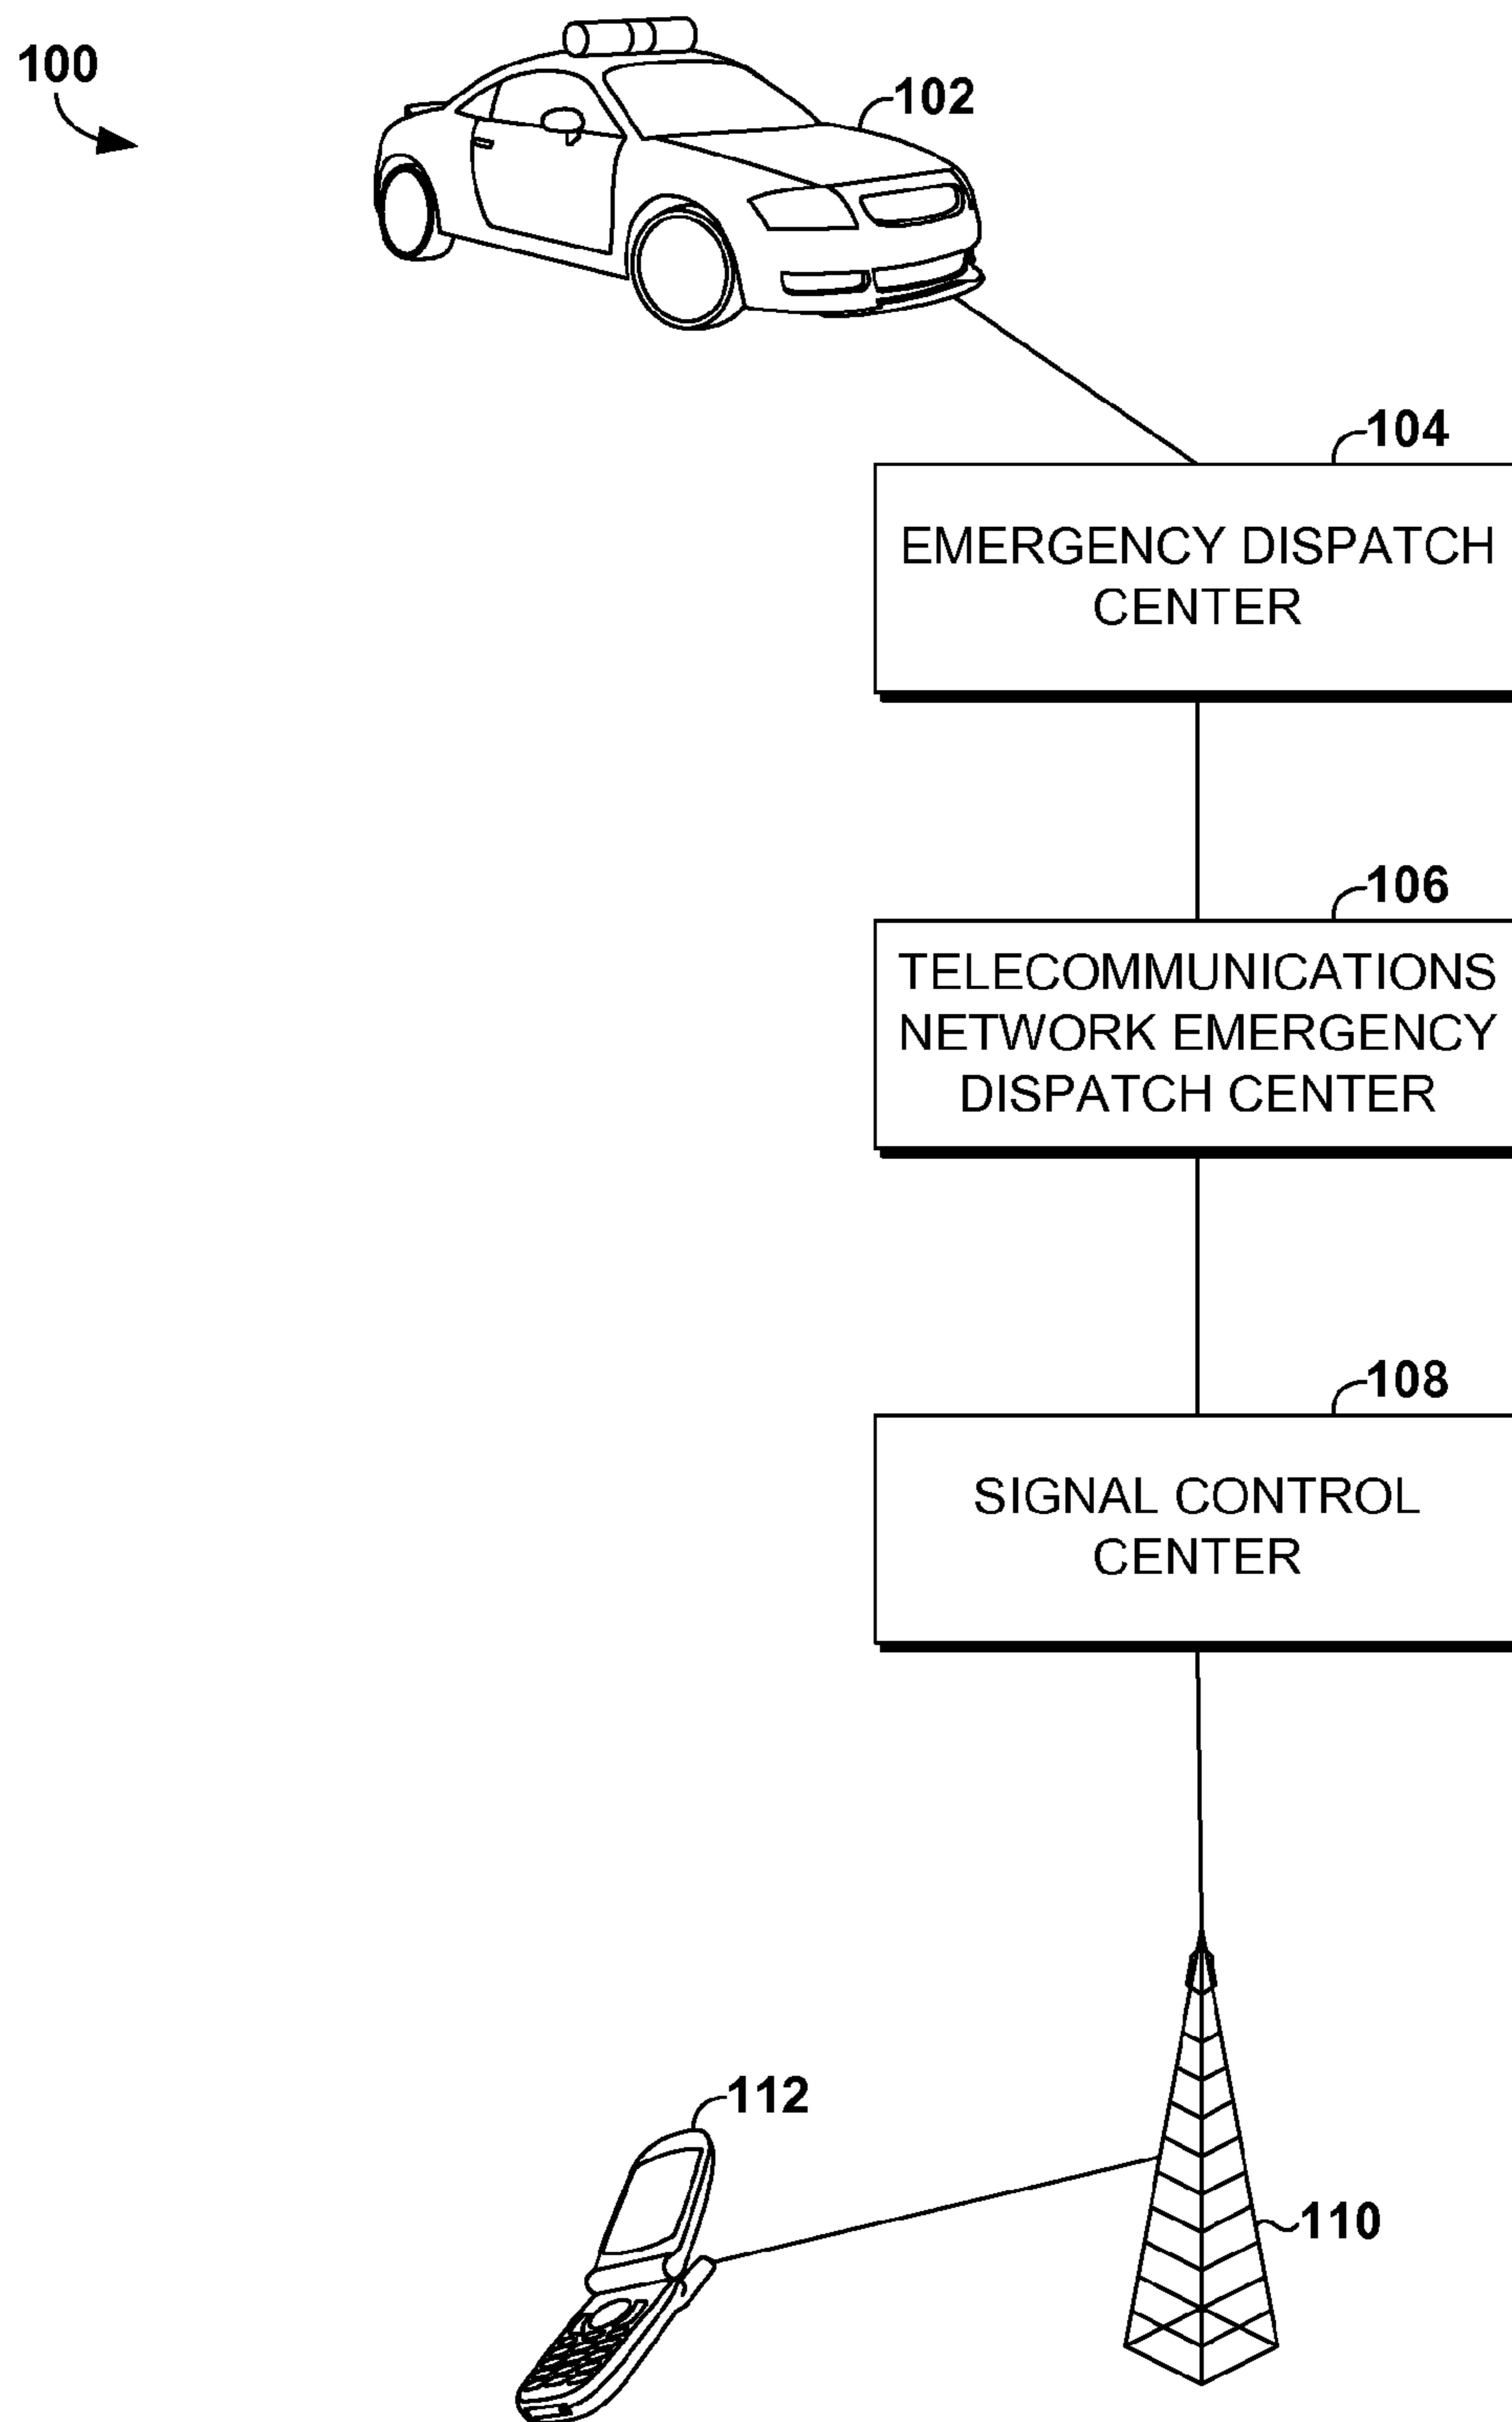 100
102
104
EMERGENCY DISPATCH
CENTER
106
TELECOMMUNICATIONS
NETWORK EMERGENCY
DISPATCH CENTER
108
SIGNAL CONTROL
CENTER
112
110